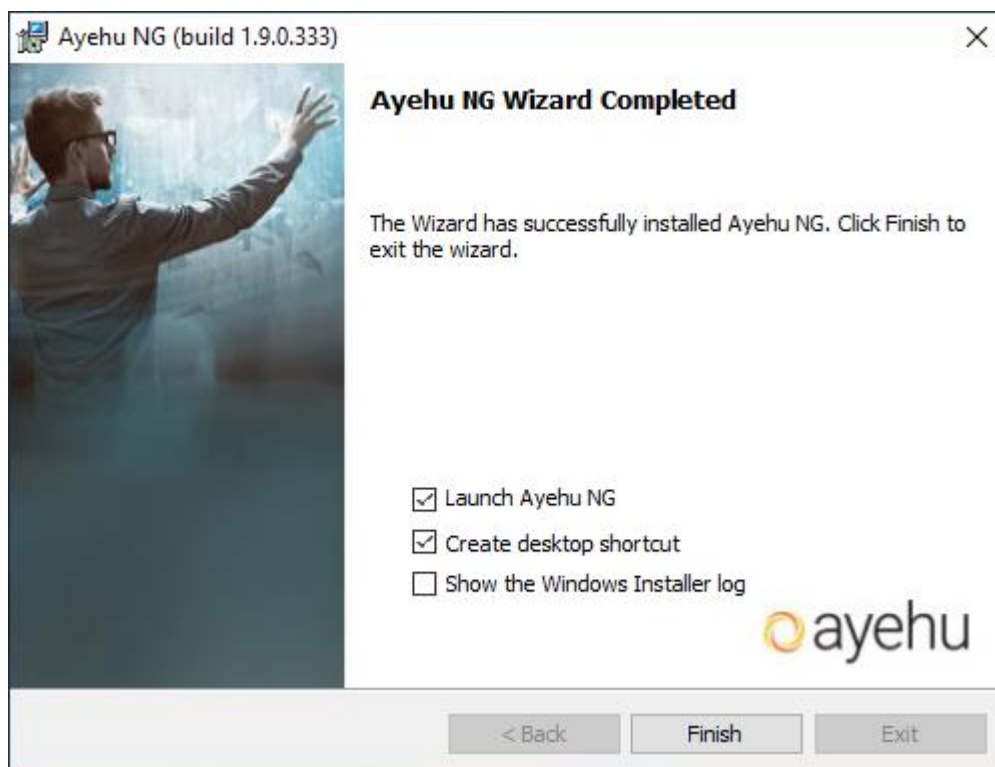 Ayehu NG (build 1.9.0.333)
Ayehu NG Wizard Completed
The Wizard has successfully installed Ayehu NG. Click Finish to
exit the wizard.
Launch Ayehu NG
Create desktop shortcut
Show the Windows Installer log
ayehu
< Back
Finish
Exit